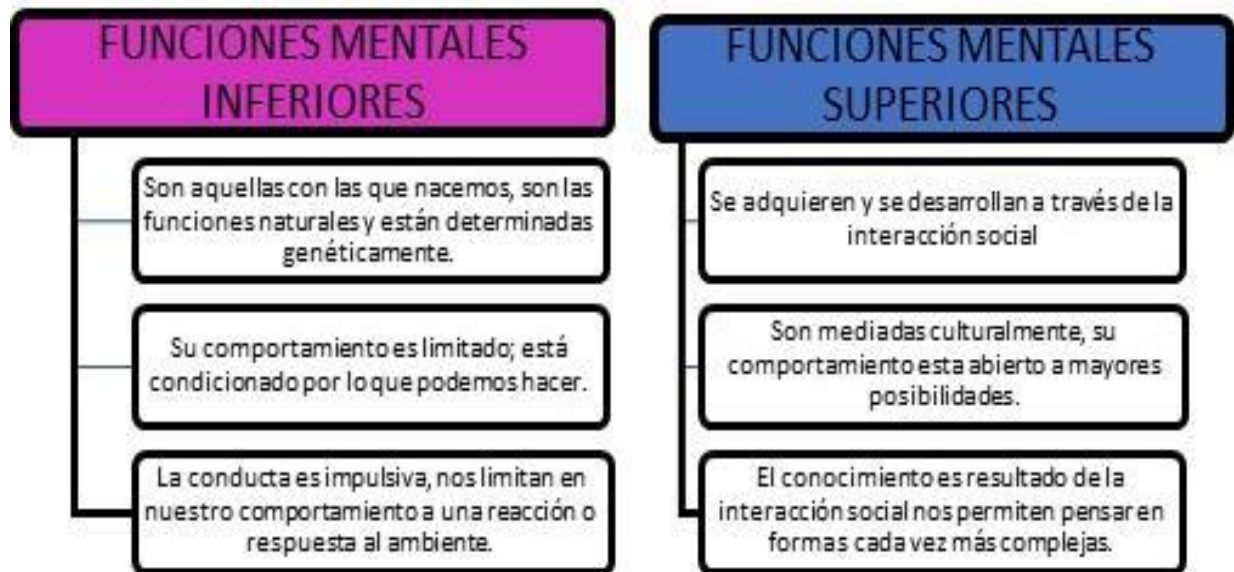 FUNCIONES MENTALES
INFERIORES
Son aquellas con las que nacemos, son las
funciones naturales y están determinadas
genéticamente.
Su comportamiento es limitado; está
condicionado por lo que podemos hacer.
La conducta es impulsiva, nos limitan en
nuestro comportamiento a una reacción o
respuesta al ambiente.
FUNCIONES MENTALES
SUPERIORES
Se adquieren y se desarrollan a través de la
interacción social
Son mediadas culturalmente, su
comportamiento esta abierto a mayores
posibilidades.
El conocimiento es resultado de la
interacción social nos permiten pensar en
formas cada vez más complejas.